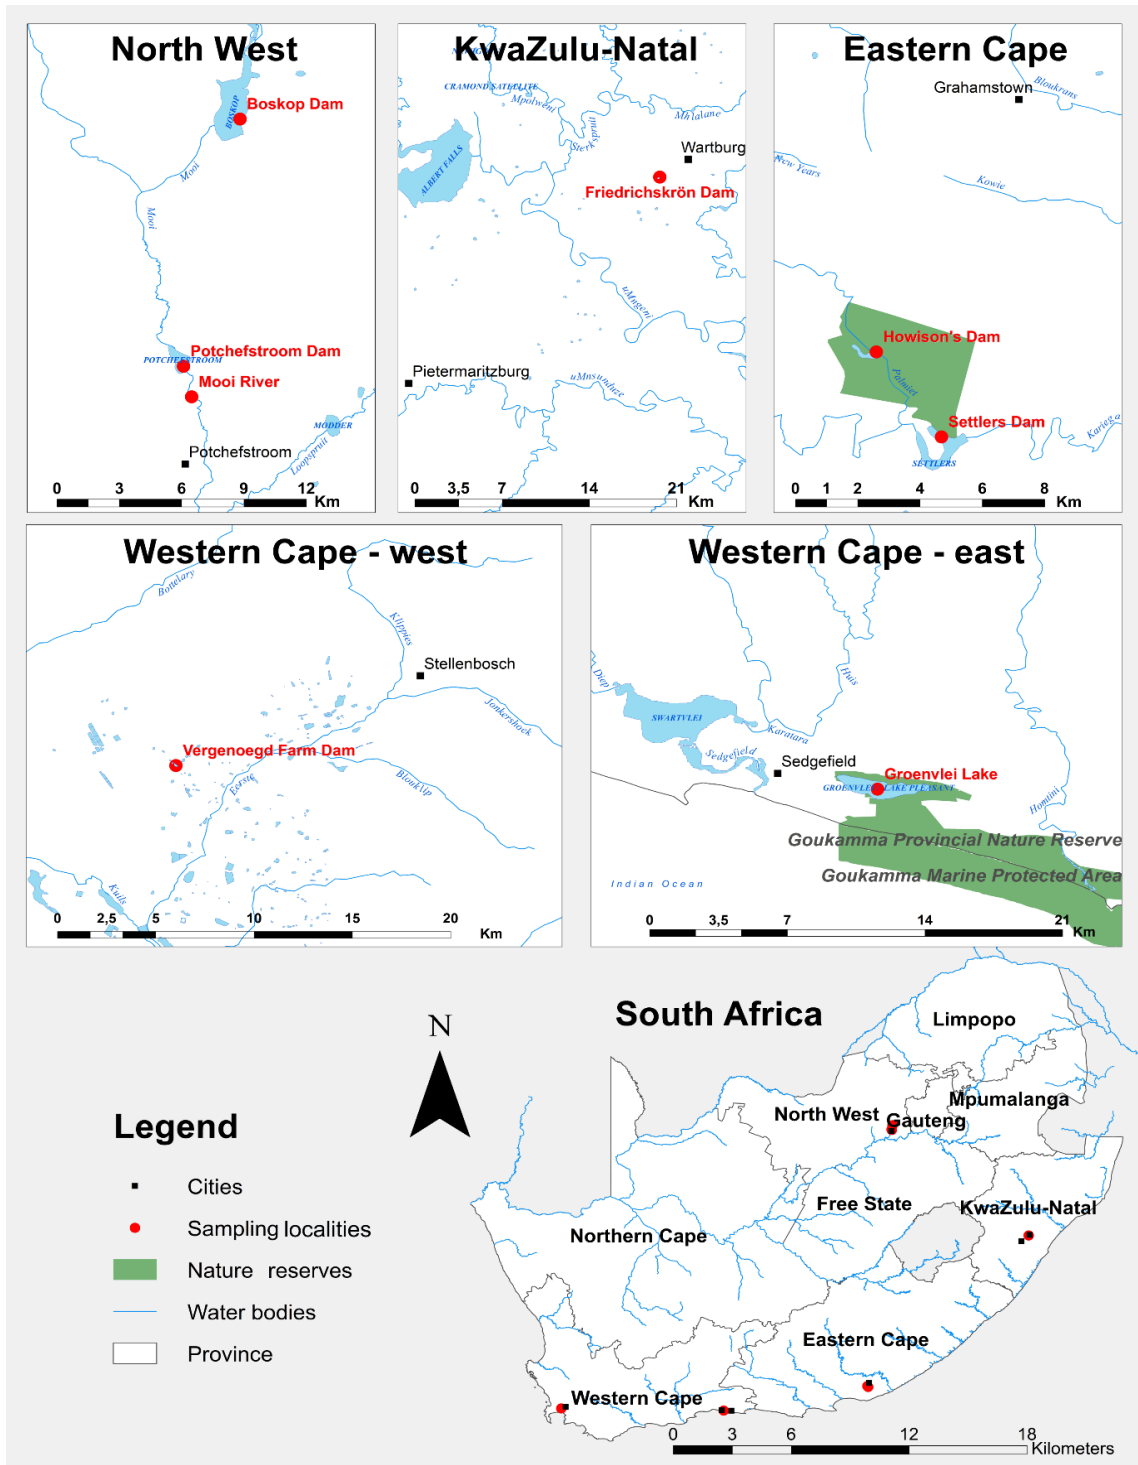 North West
BOSKOP
Boskop Dam
Mooi
Mooi
Potchefstroom Dam
POTCHEFSTROOM
Mooi River
MODDER
Loopspruit
Potchefstroom
0 3 6 9 12
Km
KwaZulu-Natal
CRAMOND SATELLITE
Mpolweni
Mhlalane
Sterkspruit
ALBERT FALLS
Wartburg
Friedrichskrön Dam
uMngeni
Pietermaritzburg
uMnsunduze
0 3,5 7 14 21
Km
Eastern Cape
Grahamstown
Bloukrans
New Years
Kowie
Howison's Dam
Palmiet
Settlers Dam
SETTLERS
Kariega
0 1 2 4 6 8
Km
Western Cape - west
Bottelary
Klippies
Stellenbosch
Jonkershoek
Vergenoegd Farm Dam
Eerste
Blouklip
Kuils
0 2,5 5 10 15 20
Km
Western Cape - east
Diep
Huis
SWARTVLEI
Karatara
Sedgefield
Sedgefield
Groenvlei Lake
GROENVLEI LAKE PLEASANT
Homtini
Goukamma Provincial Nature Reserve
Goukamma Marine Protected Area
Indian Ocean
0 3,5 7 14 21
Km
South Africa
N
Limpopo
Mpumalanga
North West
Gauteng
Free State
KwaZulu-Natal
Northern Cape
Eastern Cape
Western Cape
Legend
Cities
Sampling localities
Nature reserves
Water bodies
Province
0 3 6 12 18
Kilometers